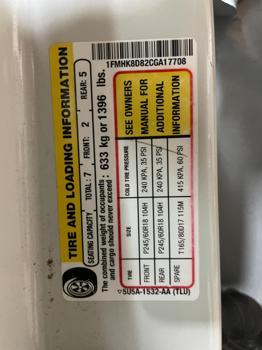 1FMHK8D82CGA17708
TIRE AND LOADING INFORMATION
SEATING CAPACITY TOTAL: 7 FRONT: 2 REAR: 5
The combined weight of occupants
and cargo should never exceed: 633 kg or 1396 lbs.
TIRE SIZE COLD TIRE PRESSURE
FRONT P245/60R18 104H 240 KPA, 35 PSI
REAR P245/60R18 104H 240 KPA, 35 PSI
SPARE T165/80D17 115M 415 KPA, 60 PSI
SEE OWNERS
MANUAL FOR
ADDITIONAL
INFORMATION
5U5A-1532-AA (TLU)